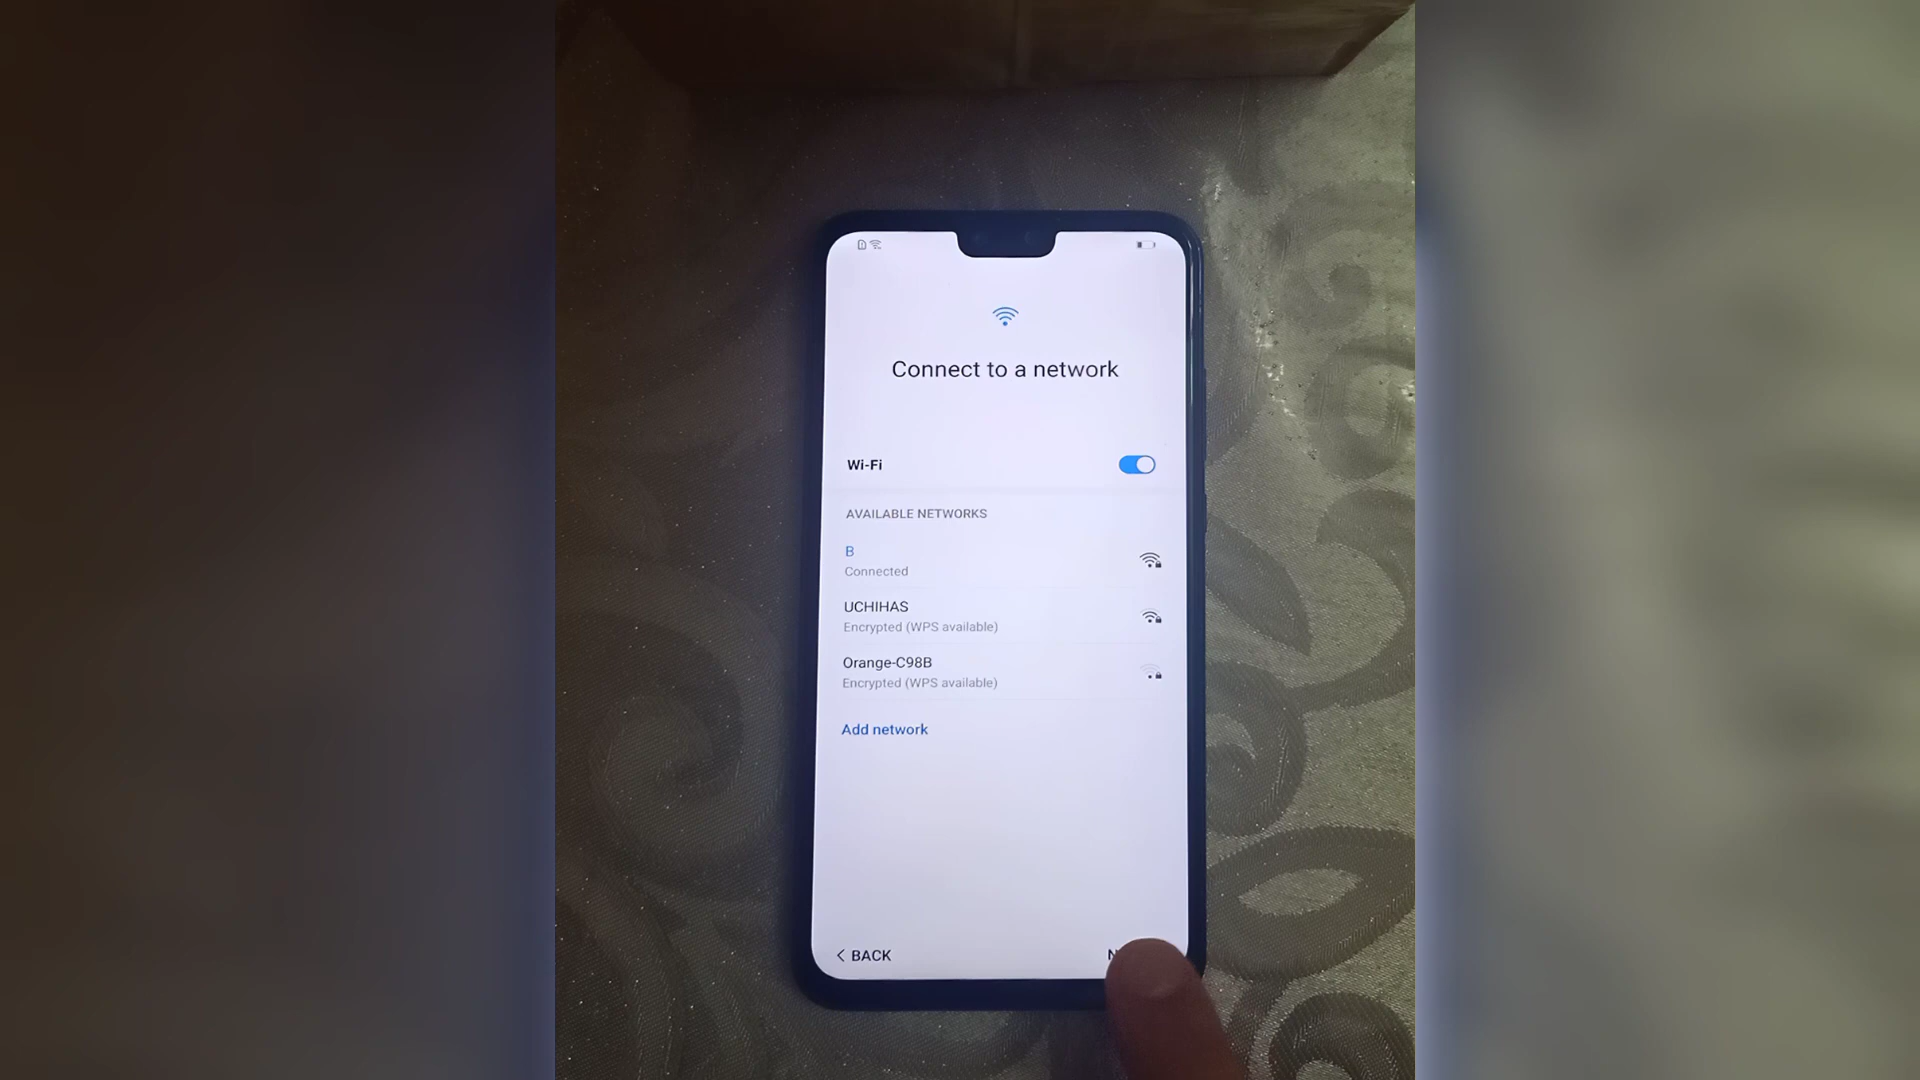 Connect to a network
Wi-Fi
AVAILABLE NETWORKS
B
Connected
UCHIHAS
Encrypted (WPS available)
Orange-C98B
Encrypted (WPS available)
Add network
BACK